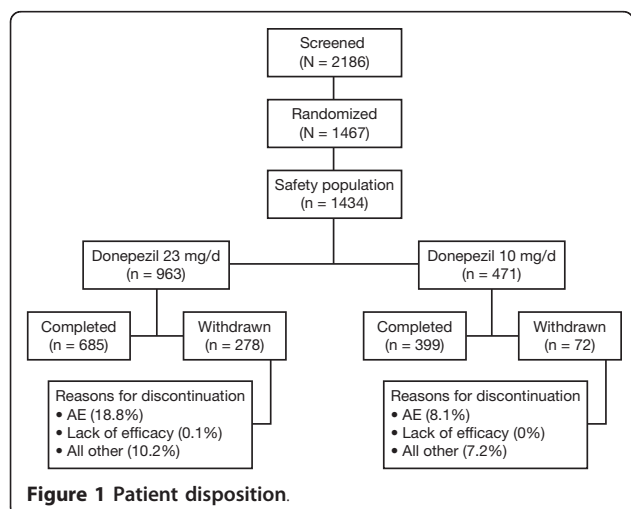 Screened
(N = 2186)
Randomized
(N = 1467)
Safety population
(n = 1434)
Donepezil 23 mg/d
(n = 963)
Donepezil 10 mg/d
(n = 471)
Completed
(n = 685)
Withdrawn
(n = 278)
Completed
(n = 399)
Withdrawn
(n = 72)
Reasons for discontinuation
• AE (18.8%)
• Lack of efficacy (0.1%)
• All other (10.2%)
Reasons for discontinuation
• AE (8.1%)
• Lack of efficacy (0%)
• All other (7.2%)
Figure 1 Patient disposition.